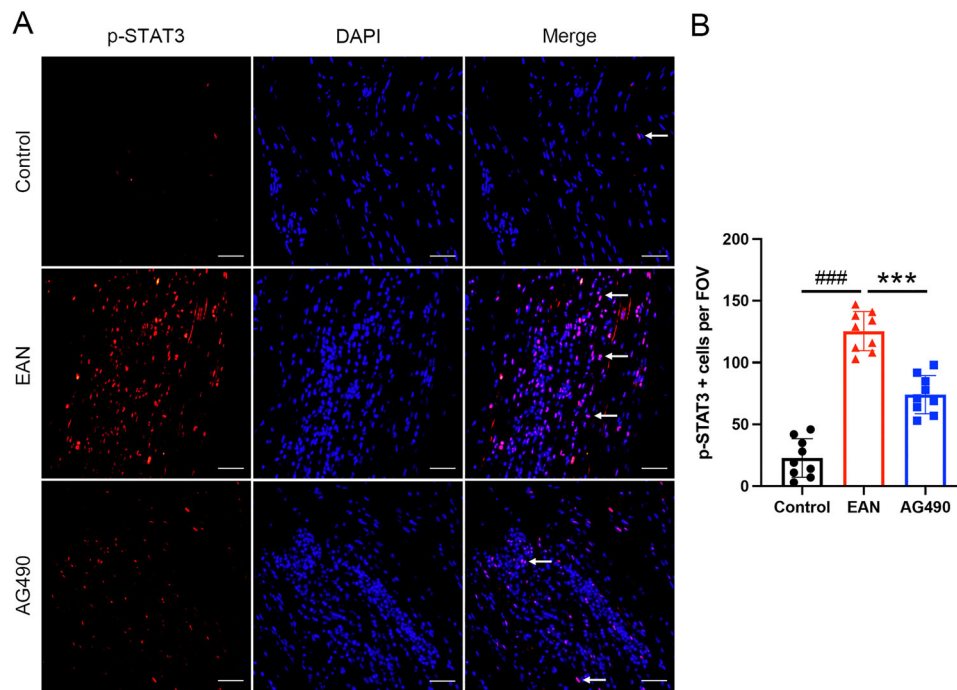 A
p-STAT3 DAPI Merge
Control
EAN
AG490
B
p-STAT3 + cells per FOV
200
150
100
50
0
### ***
Control EAN AG490